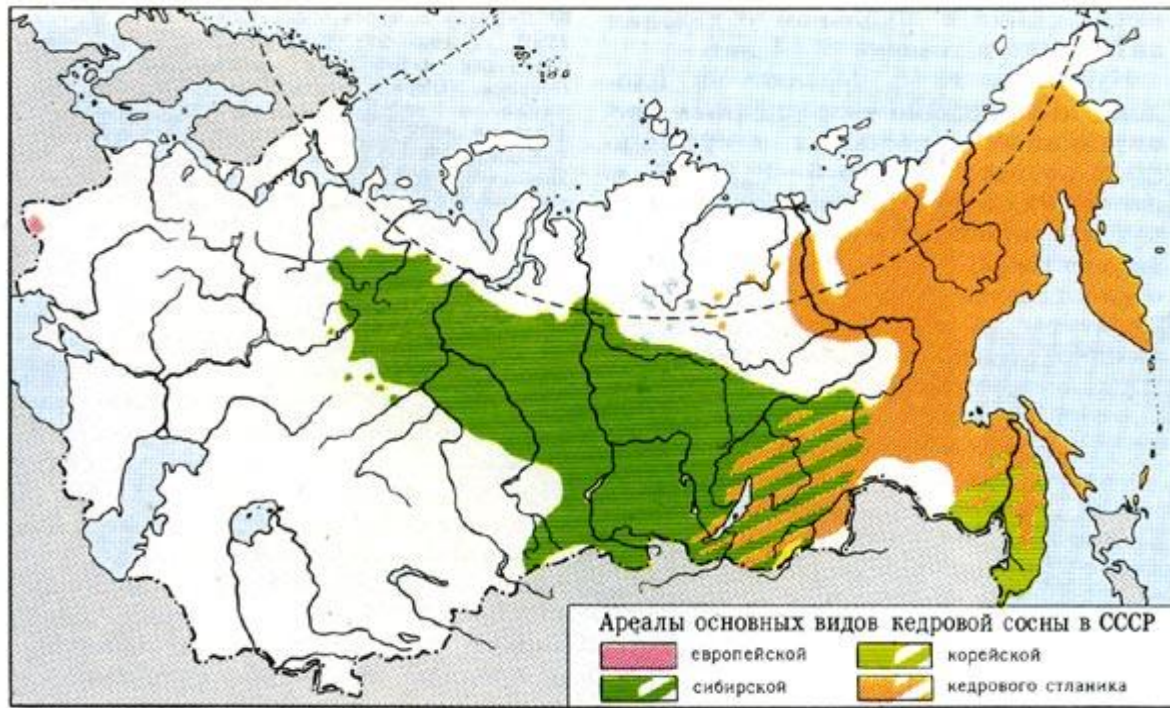 Ареалы основных видов кедровой сосны в СССР
европейской
корейской
сибирской
кедрового стланика